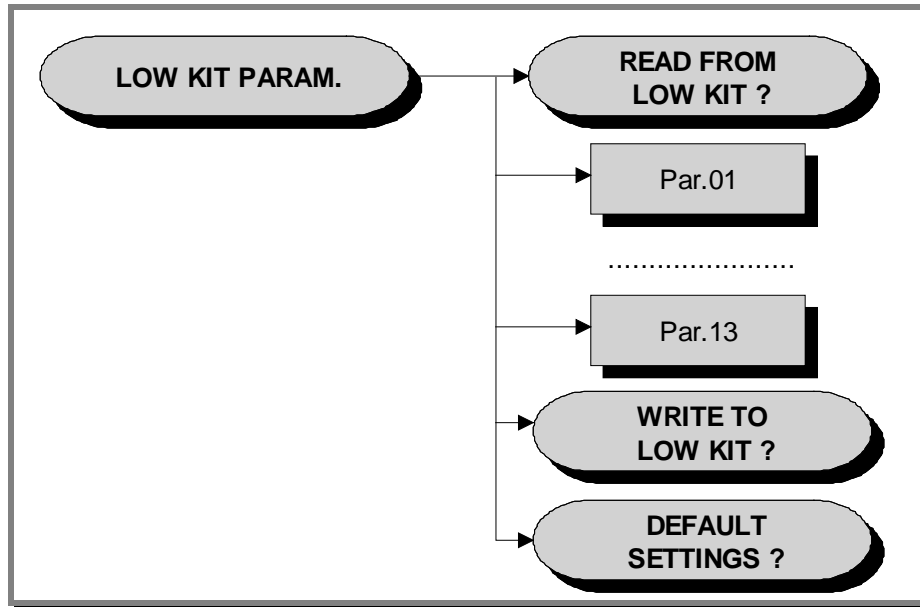 LOW KIT PARAM.
READ FROM
LOW KIT ?
Par.01
.......................
Par.13
WRITE TO
LOW KIT ?
DEFAULT
SETTINGS ?